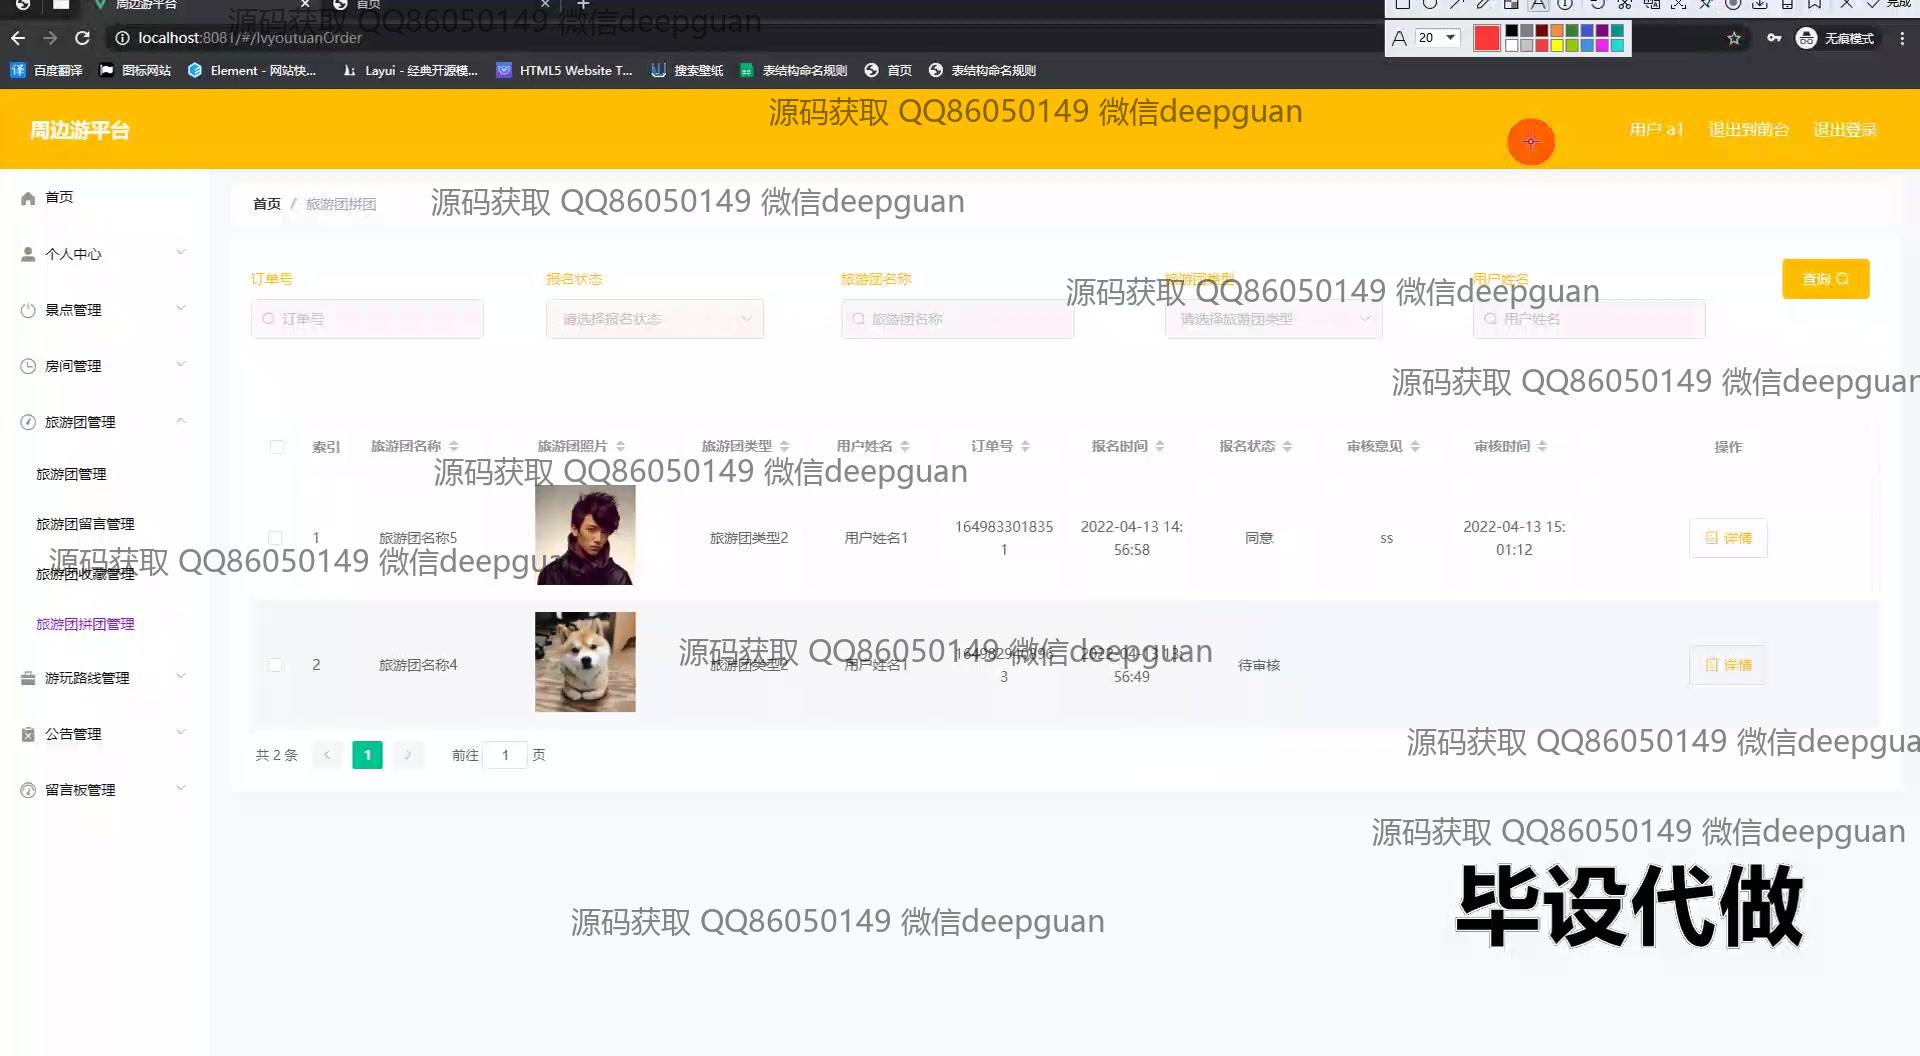 周边游平台
首页
完成
localhost:8081/#/lvyoutuanOrder
A 20
无痕模式
百度翻译
图标网站
Element - 网站快...
Layui - 经典开源模...
HTML5 Website T...
搜索壁纸
表结构命名规则
首页
表结构命名规则
源码获取 QQ86050149 微信deepguan
源码获取 QQ86050149 微信deepguan
周边游平台
用户 a1
退出到前台
退出登录
首页
个人中心
景点管理
房间管理
旅游团管理
旅游团管理
旅游团留言管理
旅游团收藏管理
旅游团拼团管理
游玩路线管理
公告管理
留言板管理
首页 / 旅游团拼团
源码获取 QQ86050149 微信deepguan
订单号
报名状态
旅游团名称
旅游团类型
用户姓名
查询
源码获取 QQ86050149 微信deepguan
订单号
请选择报名状态
旅游团名称
请选择旅游团类型
用户姓名
源码获取 QQ86050149 微信deepguan
索引 旅游团名称 旅游团照片 旅游团类型 用户姓名 订单号 报名时间 报名状态 审核意见 审核时间 操作
源码获取 QQ86050149 微信deepguan
1 旅游团名称5 旅游团类型2 用户姓名1 1649833018351 2022-04-13 14:56:58 同意 ss 2022-04-13 15:01:12 详情
源码获取 QQ86050149 微信deepgua
2 旅游团名称4 旅游团类型2 用户姓名1 3 2022-04-13 13:56:49 待审核 详情
源码获取 QQ86050149 微信deepguan
共 2 条 1 前往 1 页
源码获取 QQ86050149 微信deepgua
源码获取 QQ86050149 微信deepguan
毕设代做
源码获取 QQ86050149 微信deepguan